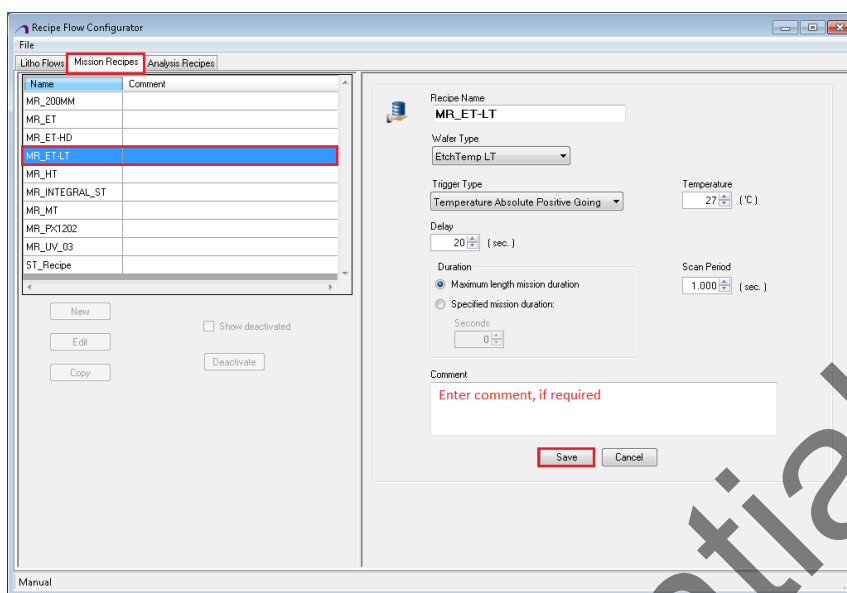 Recipe Flow Configurator
File
Litho Flows Mission Recipes Analysis Recipes
Name Comment
MR_200MM
MR_ET
MR_ET-HD
MR_ET-LT
MR_HT
MR_INTEGRAL_ST
MR_MT
MR_PX1202
MR_UV_03
ST_Recipe
New
Show deactivated
Edit
Deactivate
Copy
Recipe Name
MR_ET-LT
Wafer Type
EtchTemp LT
Trigger Type Temperature
Temperature Absolute Positive Going 27 (°C)
Delay
20 ( sec. )
Duration Scan Period
Maximum length mission duration 1.000 ( sec. )
Specified mission duration:
Seconds
0
Comment
Enter comment, if required
Save Cancel
Manual